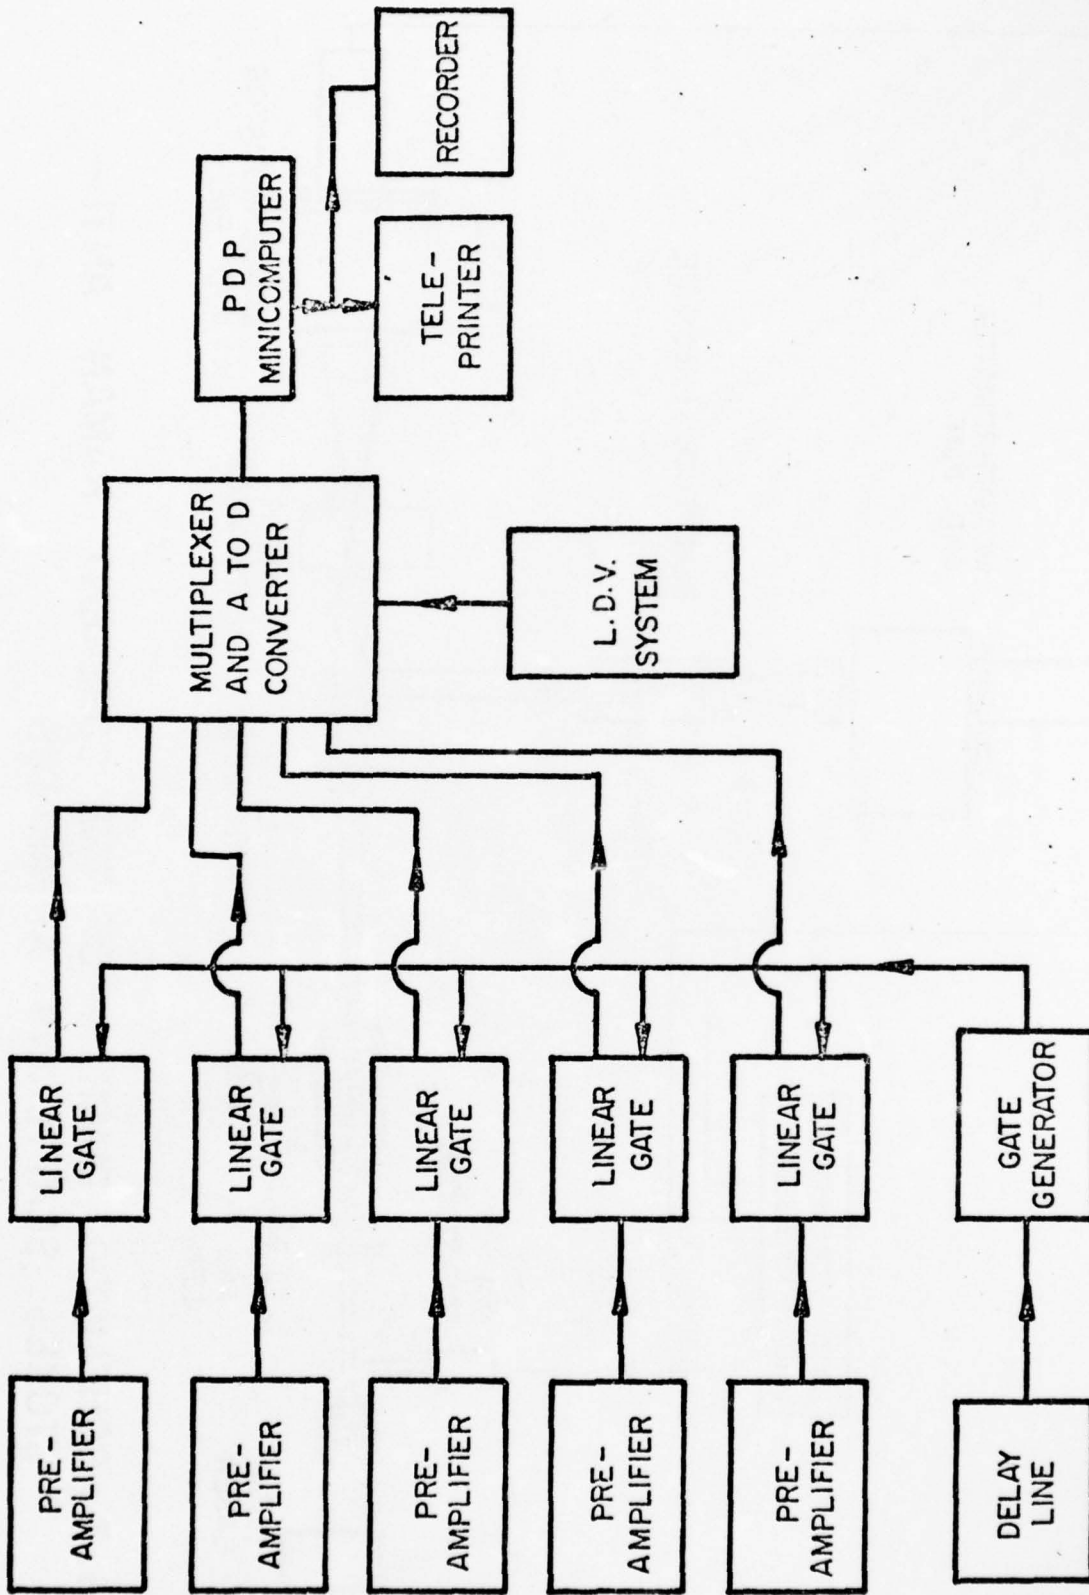 PRE-
AMPLIFIER
LINEAR
GATE
PRE-
AMPLIFIER
LINEAR
GATE
PRE-
AMPLIFIER
LINEAR
GATE
PRE-
AMPLIFIER
LINEAR
GATE
PRE-
AMPLIFIER
LINEAR
GATE
DELAY
LINE
GATE
GENERATOR
MULTIPLEXER
AND A TO D
CONVERTER
L.D.V.
SYSTEM
PDP
MINICOMPUTER
TELE-
PRINTER
RECORDER